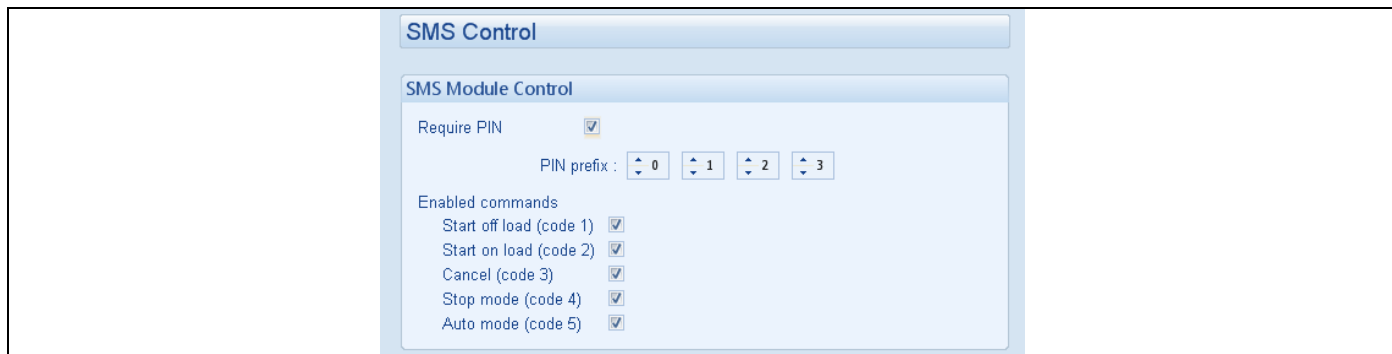 SMS Control
SMS Module Control
Require PIN
PIN prefix : 0 1 2 3
Enabled commands
Start off load (code 1)
Start on load (code 2)
Cancel (code 3)
Stop mode (code 4)
Auto mode (code 5)